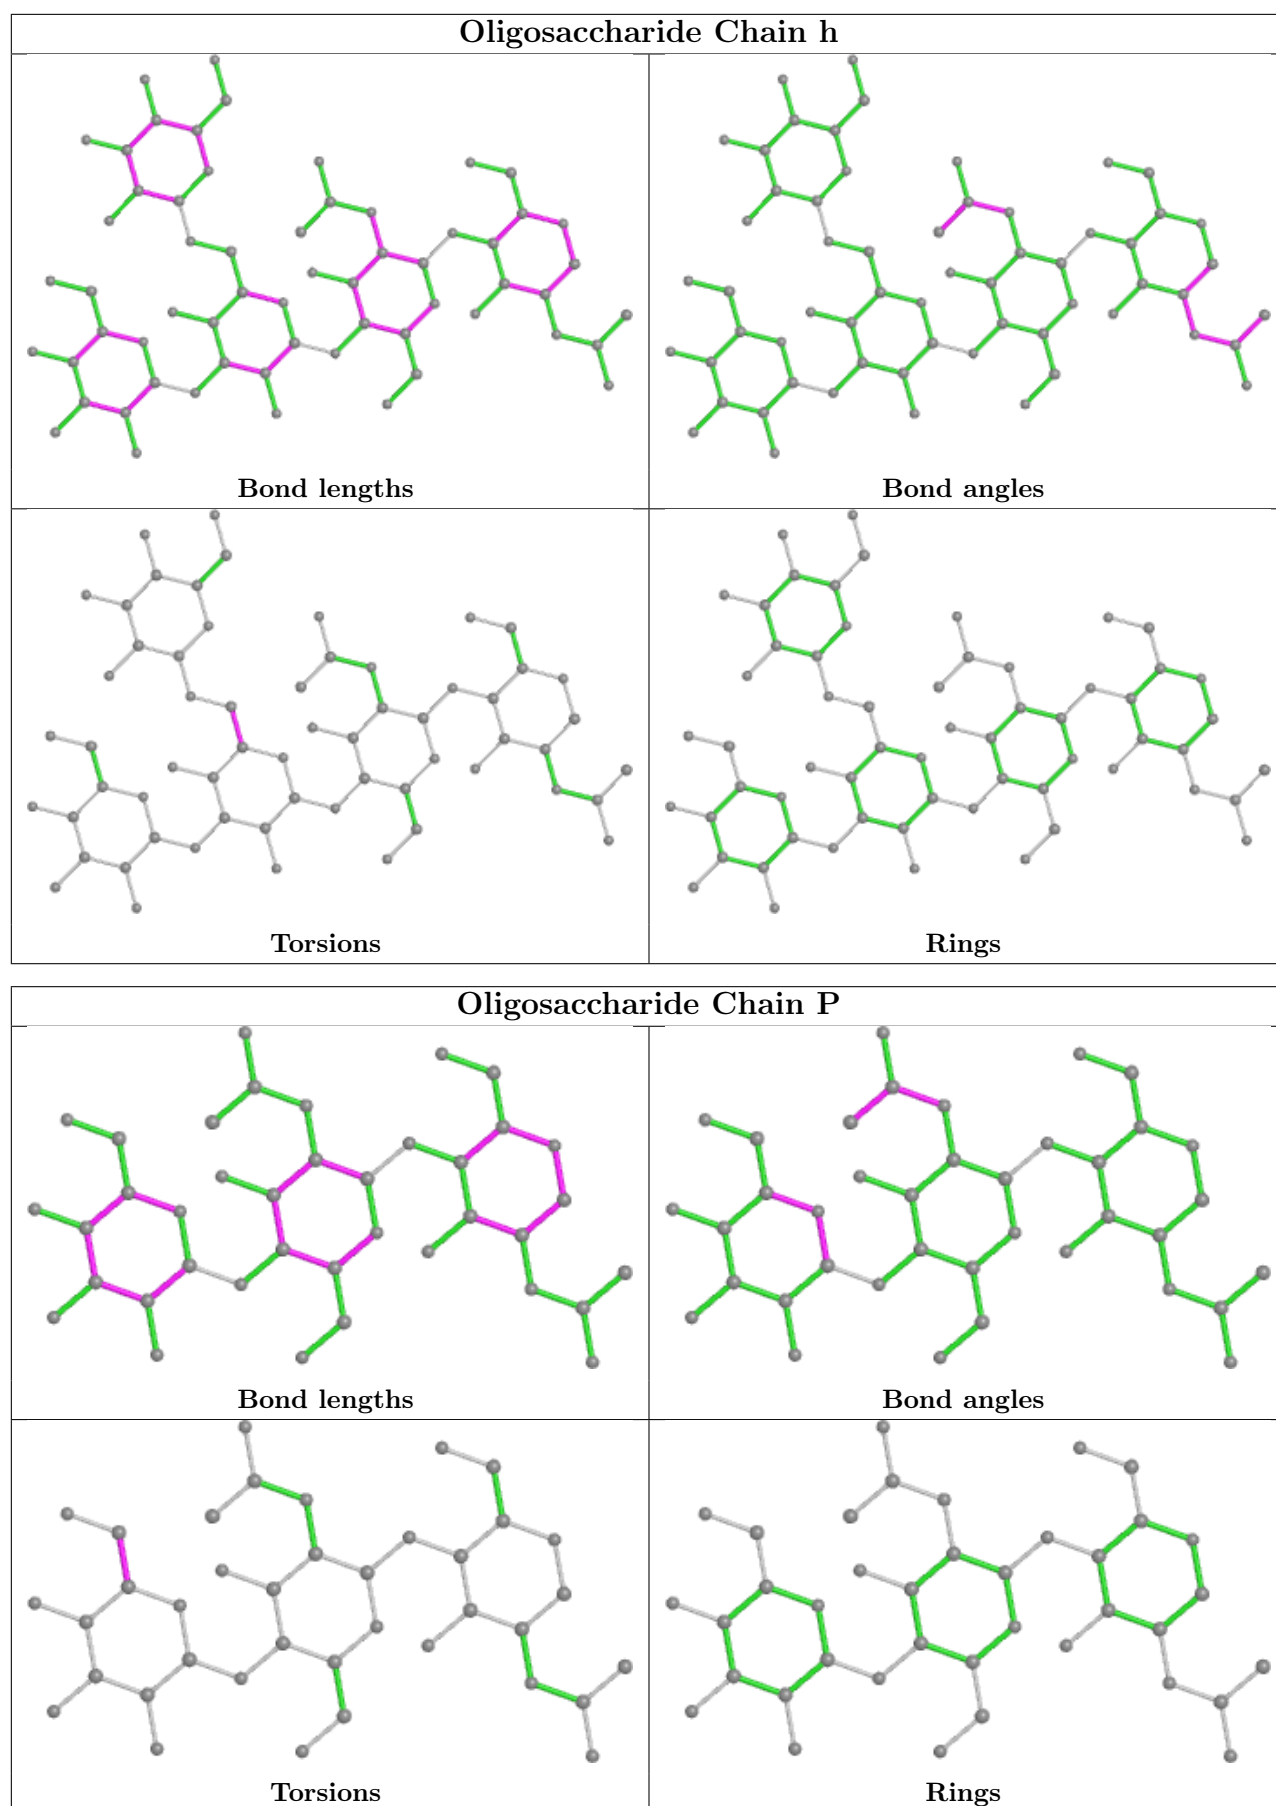 Oligosaccharide Chain h
Bond lengths
Bond angles
Torsions
Rings
Oligosaccharide Chain P
Bond lengths
Bond angles
Torsions
Rings